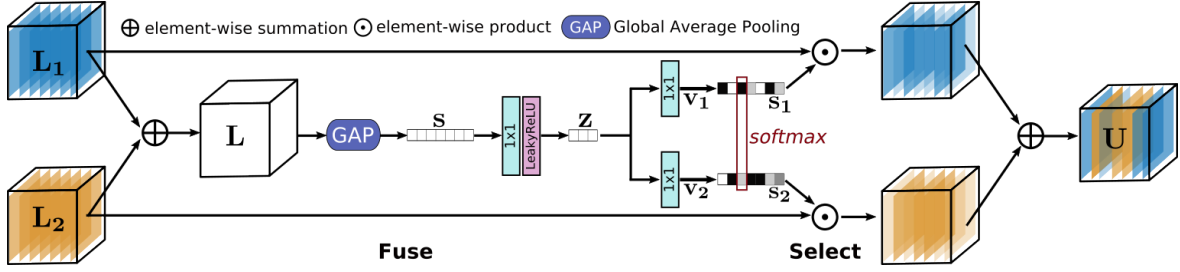 ⊕ element-wise summation ⊙ element-wise product GAP Global Average Pooling
L₁
L
GAP
s
1x1
LeakyReLU
z
1x1
v₁
s₁
softmax
1x1
v₂
s₂
L₂
U
Fuse
Select